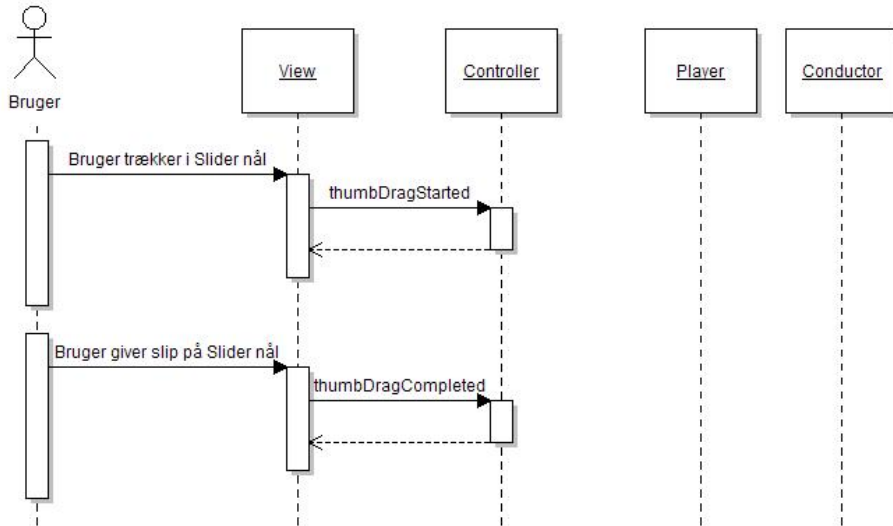 Bruger
View
Controller
Player
Conductor
Bruger trækker i Slider nål
thumbDragStarted
Bruger giver slip på Slider nål
thumbDragCompleted